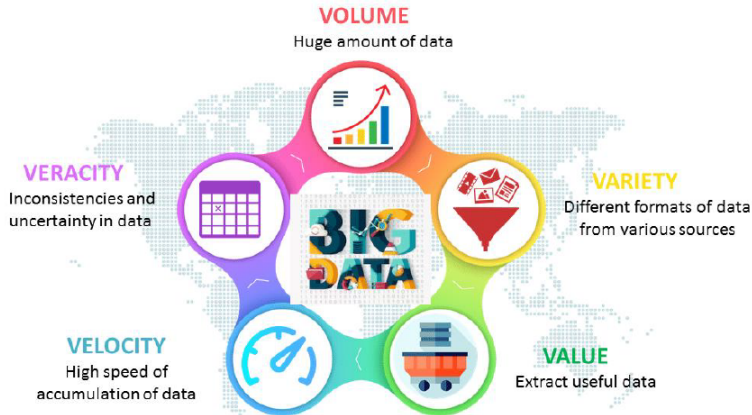 VOLUME
Huge amount of data
VERACITY
Inconsistencies and
uncertainty in data
VARIETY
Different formats of data
from various sources
BIG
DATA
VELOCITY
High speed of
accumulation of data
VALUE
Extract useful data